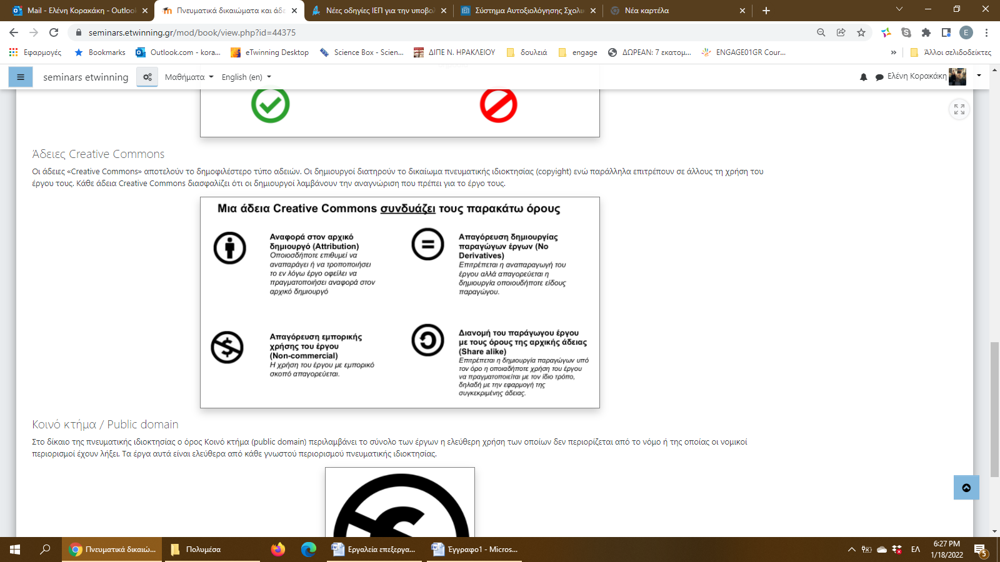 Mail - Ελένη Κορακάκη - Outlook
Πνευματικά δικαιώματα και άδε
Νέες οδηγίες ΙΕΠ για την υποβολ
Σύστημα Αυτοξιολόγησης Σχολι
Νέα καρτέλα
seminars.etwinning.gr/mod/book/view.php?id=44375
E
Εφαρμογές
Bookmarks
Outlook.com - kora...
eTwinning Desktop
Science Box - Scien...
ΔΙΠΕ Ν. ΗΡΑΚΛΕΙΟΥ
δουλειά
engage
ΔΩΡΕΑΝ: 7 εκατομ...
ENGAGE01GR Cour...
»
Άλλοι σελιδοδείκτες
seminars etwinning
Μαθήματα
English (en)
Ελένη Κορακάκη
Άδειες Creative Commons
Οι άδειες «Creative Commons» αποτελούν το δημοφιλέστερο τύπο αδειών. Οι δημιουργοί διατηρούν το δικαίωμα πνευματικής ιδιοκτησίας (copyight) ενώ παράλληλα επιτρέπουν σε άλλους τη χρήση του
έργου τους. Κάθε άδεια Creative Commons διασφαλίζει ότι οι δημιουργοί λαμβάνουν την αναγνώριση που πρέπει για το έργο τους.
Μια άδεια Creative Commons συνδυάζει τους παρακάτω όρους
Αναφορά στον αρχικό
δημιουργό (Attribution)
Οποιοσδήποτε επιθυμεί να
αναπαράγει ή να τροποποιήσει
το εν λόγω έργο οφείλει να
πραγματοποιήσει αναφορά στον
αρχικό δημιουργό
Απαγόρευση δημιουργίας
παραγώγων έργων (No
Derivatives)
Επιτρέπεται η αναπαραγωγή του
έργου αλλά απαγορεύεται η
δημιουργία οποιουδήποτε είδους
παραγώγου.
Απαγόρευση εμπορικής
χρήσης του έργου
(Non-commercial)
Η χρήση του έργου με εμπορικό
σκοπό απαγορεύεται.
Διανομή του παράγωγου έργου
με τους όρους της αρχικής άδειας
(Share alike)
Επιτρέπεται η δημιουργία παραγώγων υπό
τον όρο η οποιαδήποτε χρήση του έργου
να πραγματοποιείται με τον ίδιο τρόπο,
δηλαδή με την εφαρμογή της
συγκεκριμένης άδειας.
Κοινό κτήμα / Public domain
Στο δίκαιο της πνευματικής ιδιοκτησίας ο όρος Κοινό κτήμα (public domain) περιλαμβάνει το σύνολο των έργων η ελεύθερη χρήση των οποίων δεν περιορίζεται από το νόμο ή της οποίας οι νομικοί
περιορισμοί έχουν λήξει. Τα έργα αυτά είναι ελεύθερα από κάθε γνωστού περιορισμού πνευματικής ιδιοκτησίας.
Πνευματικά δικαιώ...
Πολυμέσα
Εργαλεία επεξεργα...
Έγγραφο1 - Micros...
ΕΛ
6:27 PM
1/18/2022
5